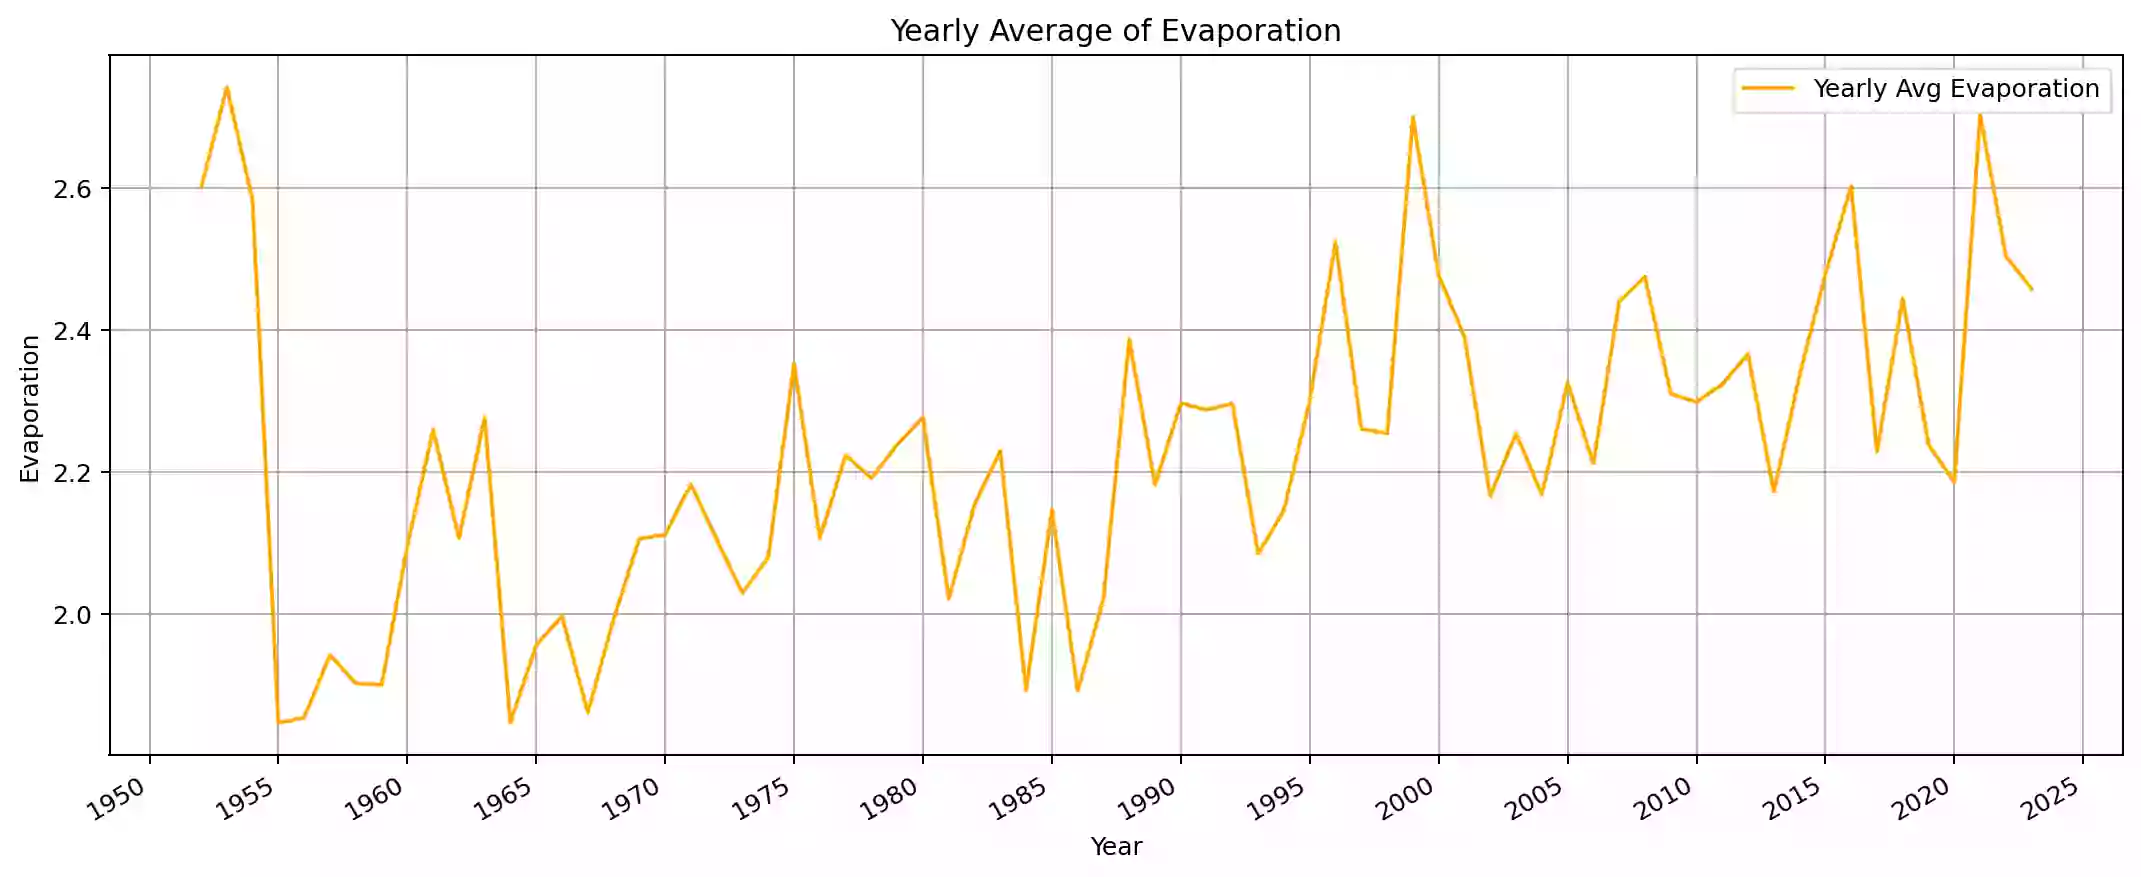 Yearly Average of Evaporation
Yearly Avg Evaporation
Evaporation
2.6
2.4
2.2
2.0
1950 1955 1960 1965 1970 1975 1980 1985 1990 1995 2000 2005 2010 2015 2020 2025
Year